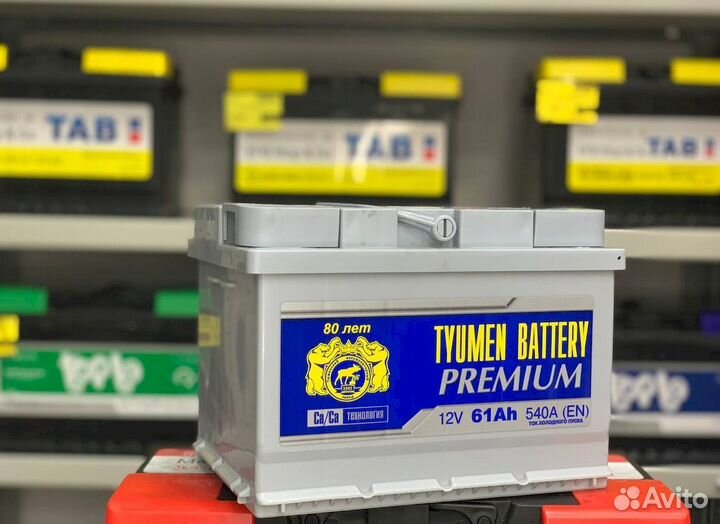 TAB
TAB
TAB
80 лет
TYUMEN BATTERY
PREMIUM
Ca/Ca ТЕХНОЛОГИЯ
12V 61Ah 540A (EN)
ТОК ХОЛОДНОГО ПУСКА
Avito